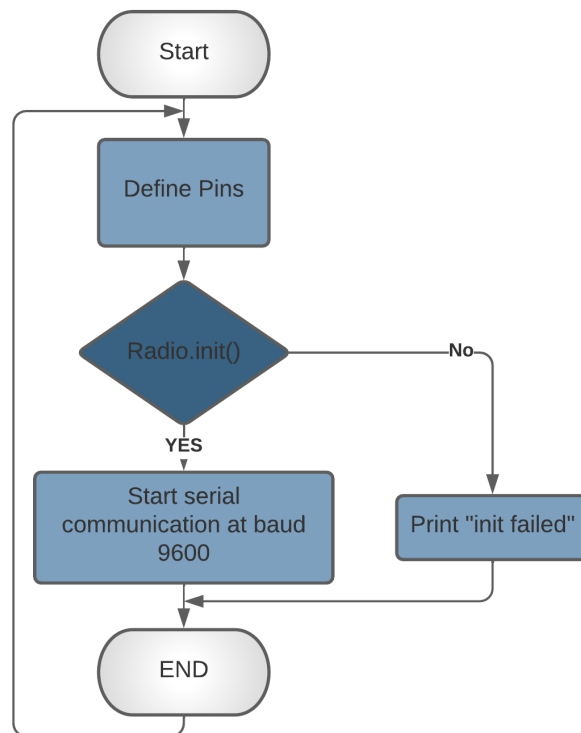 Start
Define Pins
Radio.init()
No
YES
Start serial
communication at baud
9600
Print "init failed"
END